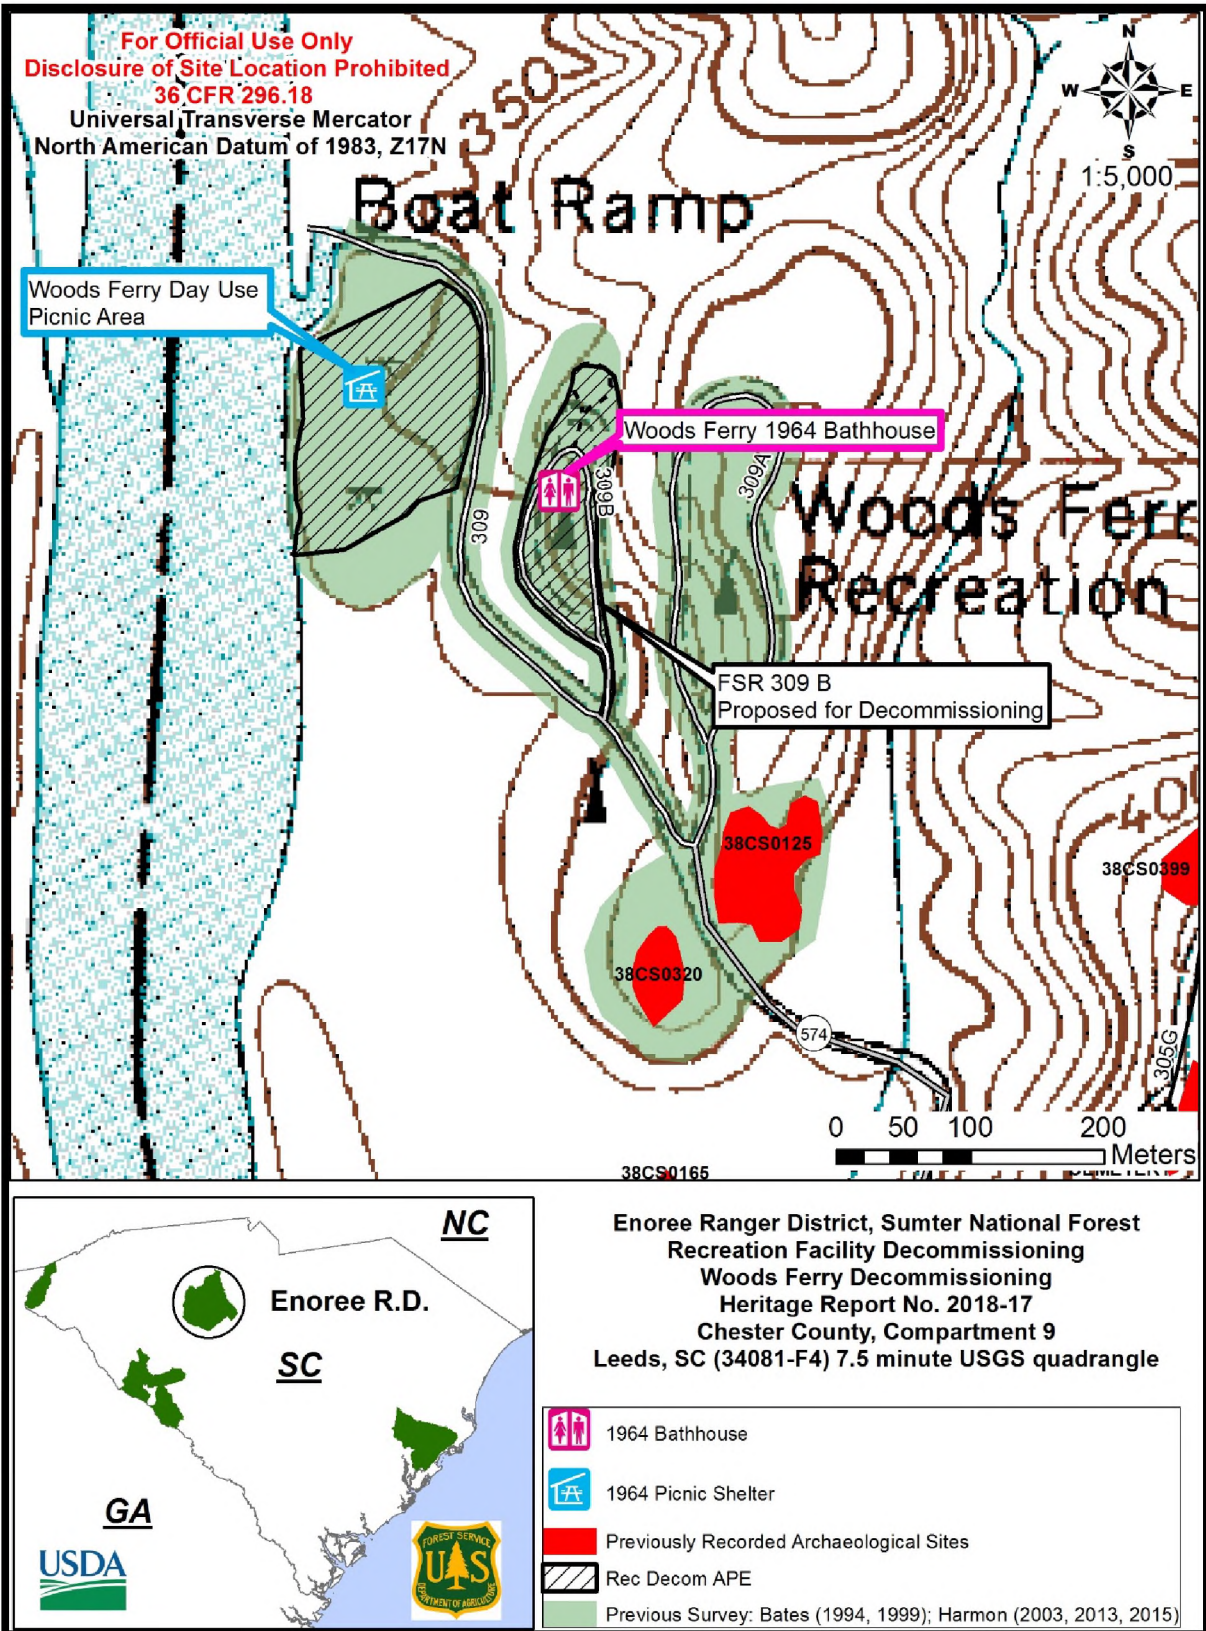 For Official Use Only
Disclosure of Site Location Prohibited
36 CFR 296.18
Universal Transverse Mercator
North American Datum of 1983, Z17N
N
W
E
S
1:5,000
350
Boat Ramp
Woods Ferry Day Use
Picnic Area
Woods Ferry 1964 Bathhouse
309B
309A
309
Woods Ferr
Recreation
FSR 309 B
Proposed for Decommissioning
38CS0125
38CS0399
38CS0320
574
305G
0 50 100 200
Meters
38CS0165
CEMETERY
NC
Enoree R.D.
SC
GA
USDA
FOREST SERVICE
U S
DEPARTMENT OF AGRICULTURE
Enoree Ranger District, Sumter National Forest
Recreation Facility Decommissioning
Woods Ferry Decommissioning
Heritage Report No. 2018-17
Chester County, Compartment 9
Leeds, SC (34081-F4) 7.5 minute USGS quadrangle
1964 Bathhouse
1964 Picnic Shelter
Previously Recorded Archaeological Sites
Rec Decom APE
Previous Survey: Bates (1994, 1999); Harmon (2003, 2013, 2015)